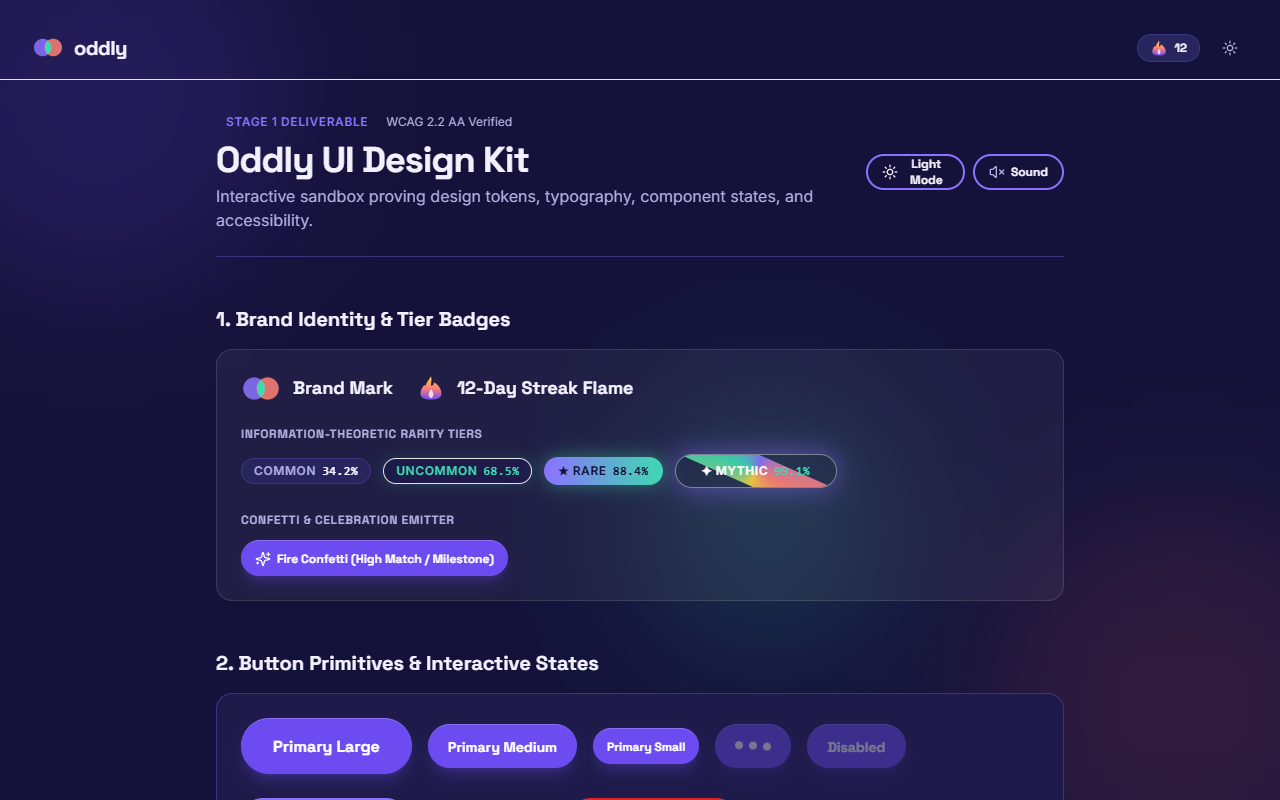 oddly
12
STAGE 1 DELIVERABLE WCAG 2.2 AA Verified
Oddly UI Design Kit
Interactive sandbox proving design tokens, typography, component states, and
accessibility.
Light
Mode
Sound
1. Brand Identity & Tier Badges
Brand Mark 12-Day Streak Flame
INFORMATION-THEORETIC RARITY TIERS
COMMON 34.2% UNCOMMON 68.5% ★ RARE 88.4% ✦ MYTHIC 99.1%
CONFETTI & CELEBRATION EMITTER
Fire Confetti (High Match / Milestone)
2. Button Primitives & Interactive States
Primary Large Primary Medium Primary Small Disabled